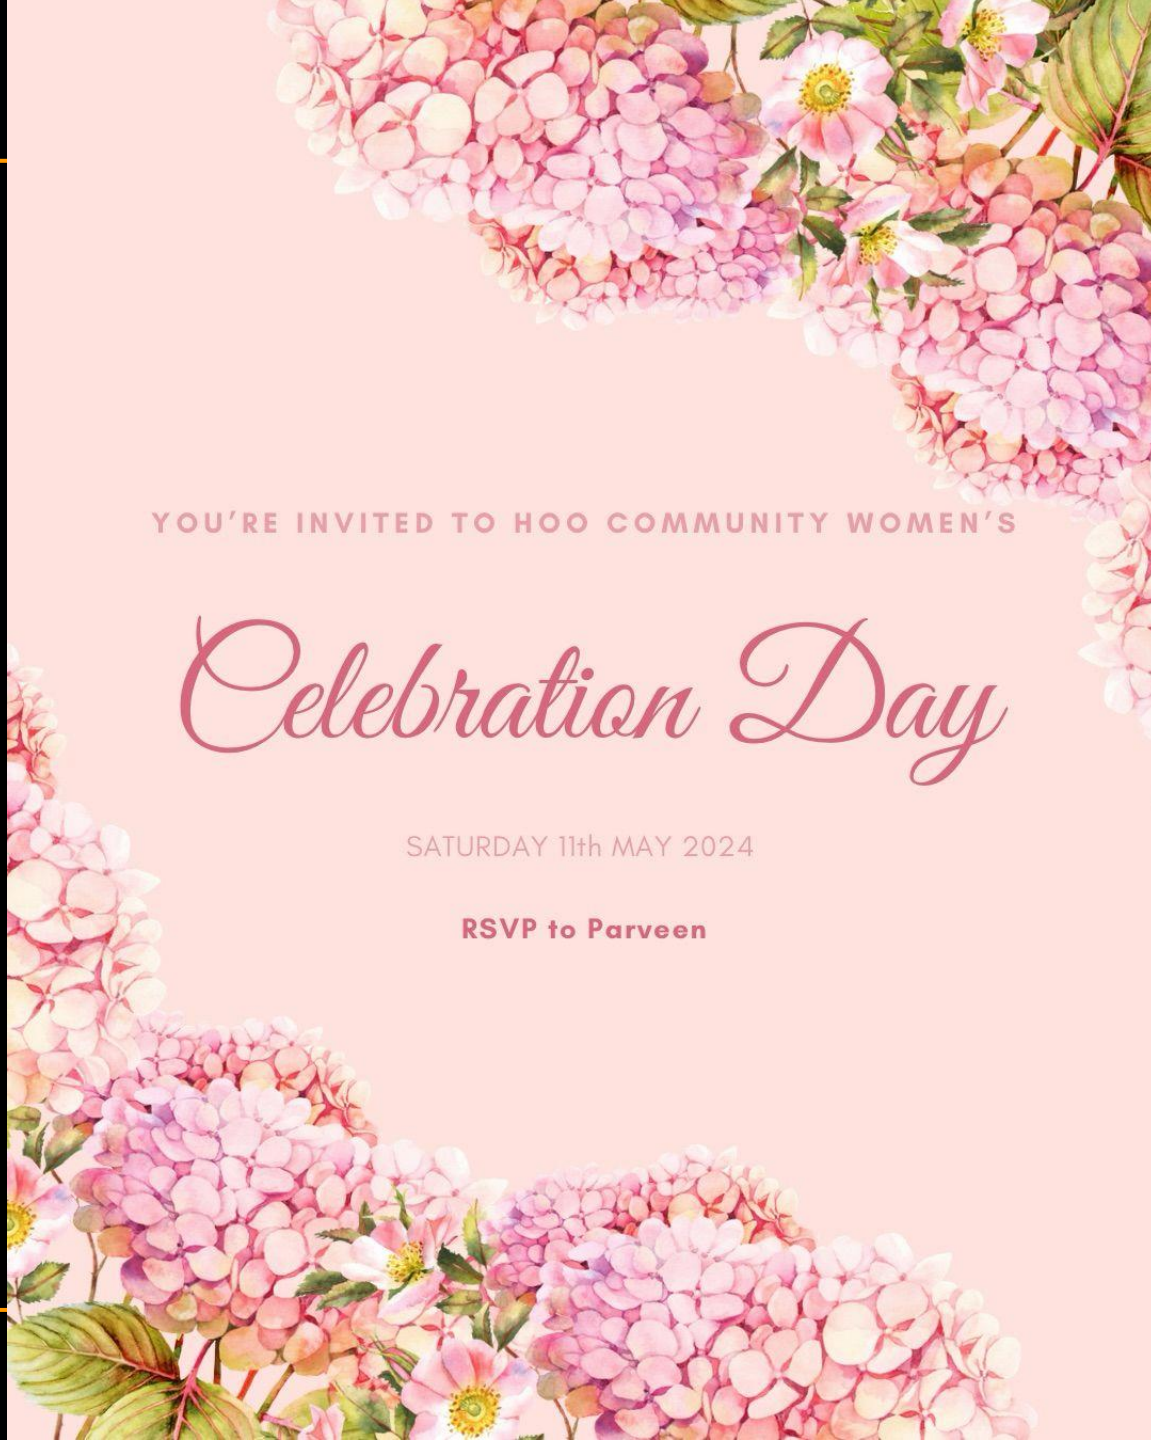 YOU'RE INVITED TO HOO COMMUNITY WOMEN'S
Celebration Day
SATURDAY 11th MAY 2024
RSVP to Parveen